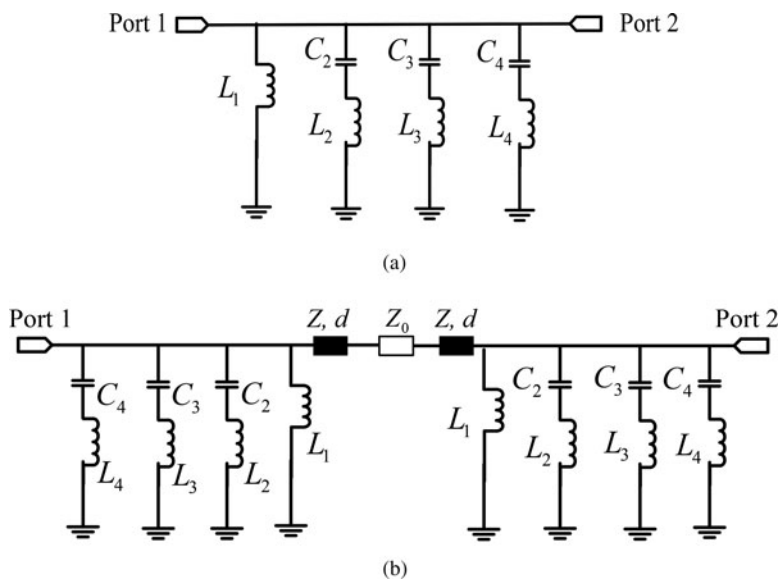 Port 1
Port 2
C₂
C₃
C₄
L₁
L₂
L₃
L₄
(a)
Port 1
Z, d
Z₀
Z, d
Port 2
C₄
C₃
C₂
L₁
L₄
L₃
L₂
L₁
C₂
C₃
C₄
L₂
L₃
L₄
(b)